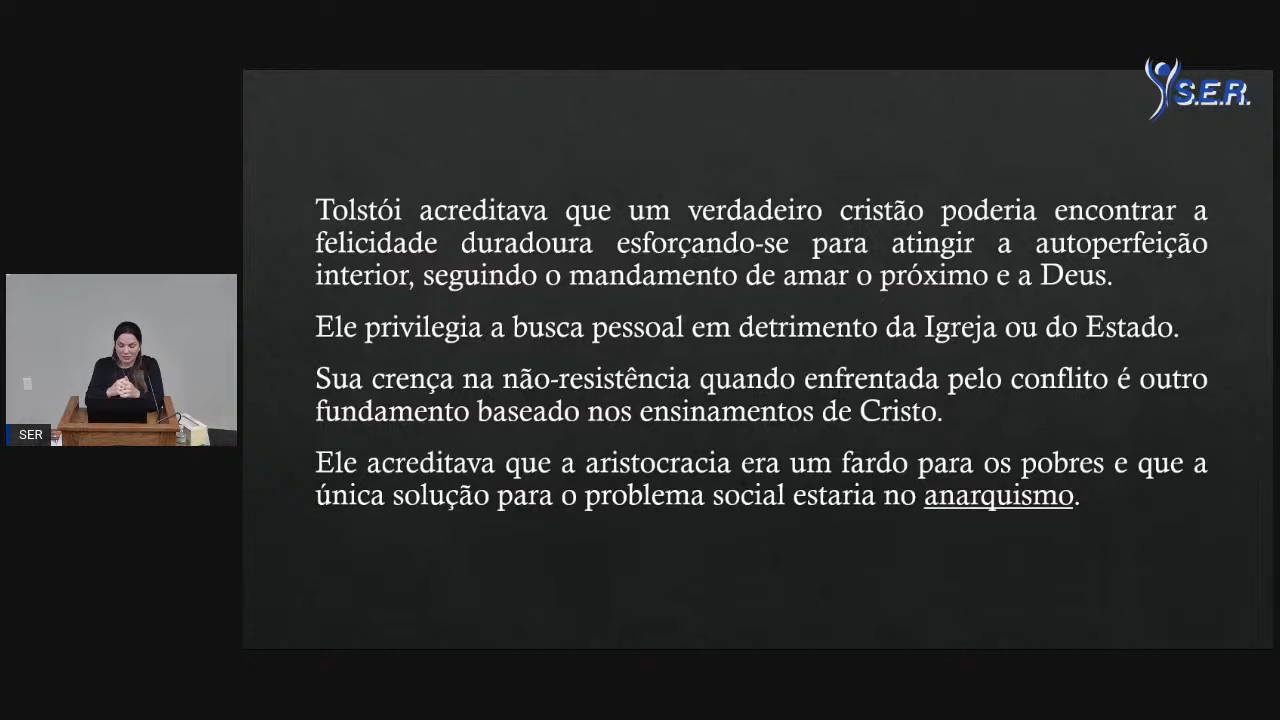 S.E.R.
Tolstói acreditava que um verdadeiro cristão poderia encontrar a
felicidade duradoura esforçando-se para atingir a autoperfeição
interior, seguindo o mandamento de amar o próximo e a Deus.
Ele privilegia a busca pessoal em detrimento da Igreja ou do Estado.
Sua crença na não-resistência quando enfrentada pelo conflito é outro
fundamento baseado nos ensinamentos de Cristo.
Ele acreditava que a aristocracia era um fardo para os pobres e que a
única solução para o problema social estaria no anarquismo.
SER